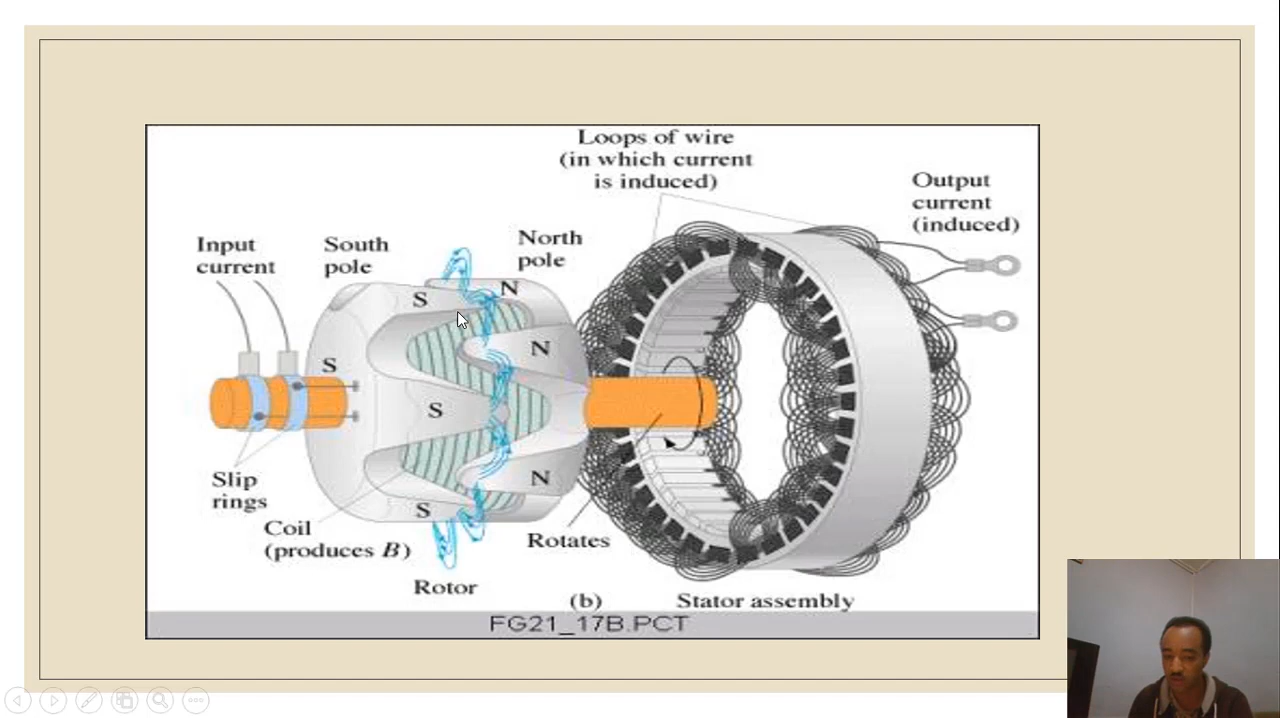 Loops of wire
(in which current
is induced)
Output
current
(induced)
Input
current
South
pole
North
pole
S
N
S
N
S
N
S
Slip
rings
Coil
(produces B)
Rotates
Rotor
(b)
Stator assembly
FG21_17B.PCT